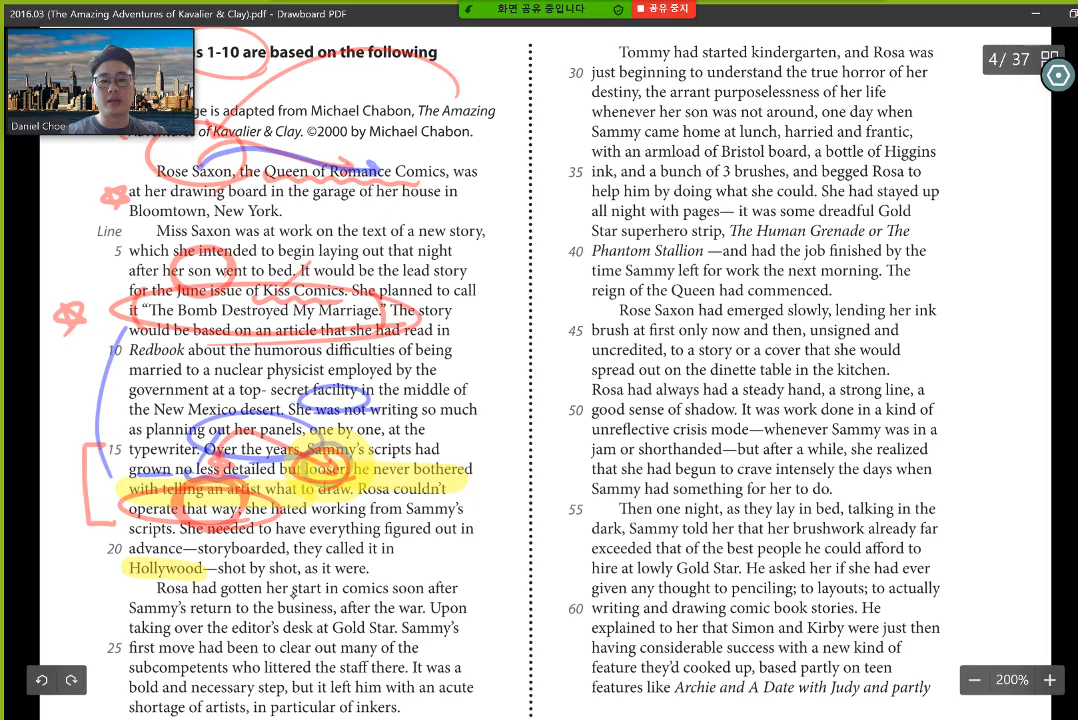 2016.03 (The Amazing Adventures of Kavalier & Clay).pdf - Drawboard PDF
화면 공유 중입니다
공유 중지
4 / 37
Daniel Choe
s 1-10 are based on the following
ge is adapted from Michael Chabon, The Amazing
of Kavalier & Clay. ©2000 by Michael Chabon.
Rose Saxon, the Queen of Romance Comics, was
at her drawing board in the garage of her house in
Bloomtown, New York.
Line Miss Saxon was at work on the text of a new story,
5 which she intended to begin laying out that night
after her son went to bed. It would be the lead story
for the June issue of Kiss Comics. She planned to call
it “The Bomb Destroyed My Marriage.” The story
would be based on an article that she had read in
10 Redbook about the humorous difficulties of being
married to a nuclear physicist employed by the
government at a top- secret facility in the middle of
the New Mexico desert. She was not writing so much
as planning out her panels, one by one, at the
15 typewriter. Over the years, Sammy’s scripts had
grown no less detailed but looser; he never bothered
with telling an artist what to draw. Rosa couldn’t
operate that way; she hated working from Sammy’s
scripts. She needed to have everything figured out in
20 advance—storyboarded, they called it in
Hollywood—shot by shot, as it were.
Rosa had gotten her start in comics soon after
Sammy’s return to the business, after the war. Upon
taking over the editor’s desk at Gold Star. Sammy’s
25 first move had been to clear out many of the
subcompetents who littered the staff there. It was a
bold and necessary step, but it left him with an acute
shortage of artists, in particular of inkers.
Tommy had started kindergarten, and Rosa was
30 just beginning to understand the true horror of her
destiny, the arrant purposelessness of her life
whenever her son was not around, one day when
Sammy came home at lunch, harried and frantic,
with an armload of Bristol board, a bottle of Higgins
35 ink, and a bunch of 3 brushes, and begged Rosa to
help him by doing what she could. She had stayed up
all night with pages— it was some dreadful Gold
Star superhero strip, The Human Grenade or The
40 Phantom Stallion —and had the job finished by the
time Sammy left for work the next morning. The
reign of the Queen had commenced.
Rose Saxon had emerged slowly, lending her ink
45 brush at first only now and then, unsigned and
uncredited, to a story or a cover that she would
spread out on the dinette table in the kitchen.
Rosa had always had a steady hand, a strong line, a
50 good sense of shadow. It was work done in a kind of
unreflective crisis mode—whenever Sammy was in a
jam or shorthanded—but after a while, she realized
that she had begun to crave intensely the days when
Sammy had something for her to do.
55 Then one night, as they lay in bed, talking in the
dark, Sammy told her that her brushwork already far
exceeded that of the best people he could afford to
hire at lowly Gold Star. He asked her if she had ever
given any thought to penciling; to layouts; to actually
60 writing and drawing comic book stories. He
explained to her that Simon and Kirby were just then
having considerable success with a new kind of
feature they’d cooked up, based partly on teen
features like Archie and A Date with Judy and partly
200%